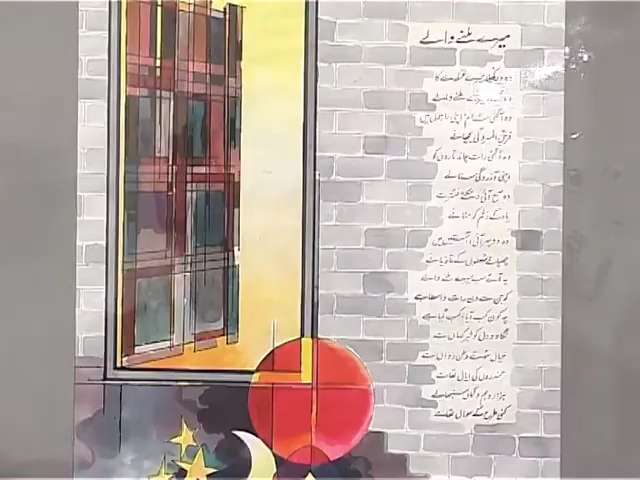 میرے ملنے والے
وہ در کھلا میرے غمکدے کا
وہ آ گئے میرے ملنے والے
وہ آگئی شام اپنی راہوں میں
فرشِ افسردگی بچھانے
وہ آگئی رات چاند تاروں کو
اپنی آزردگی سنانے
وہ صبح آئی دمکتے نشتر سے
یاد کے زخم کو منانے
وہ دوپہر آئی آستیں میں
چھپائے شعلوں کے تازیانے
یہ آئے سب میرے ملنے والے
کہ جن سے دن رات واسطا ہے
پہ کون کب آیا کب گیا ہے
نگاہ و دل کو خبر کہاں ہے
خیال سوئے وطن رواں ہے
سمندروں کی ایال تھامے
ہزار وہم و گماں سنبھالے
کئی طرح کے سوال تھامے